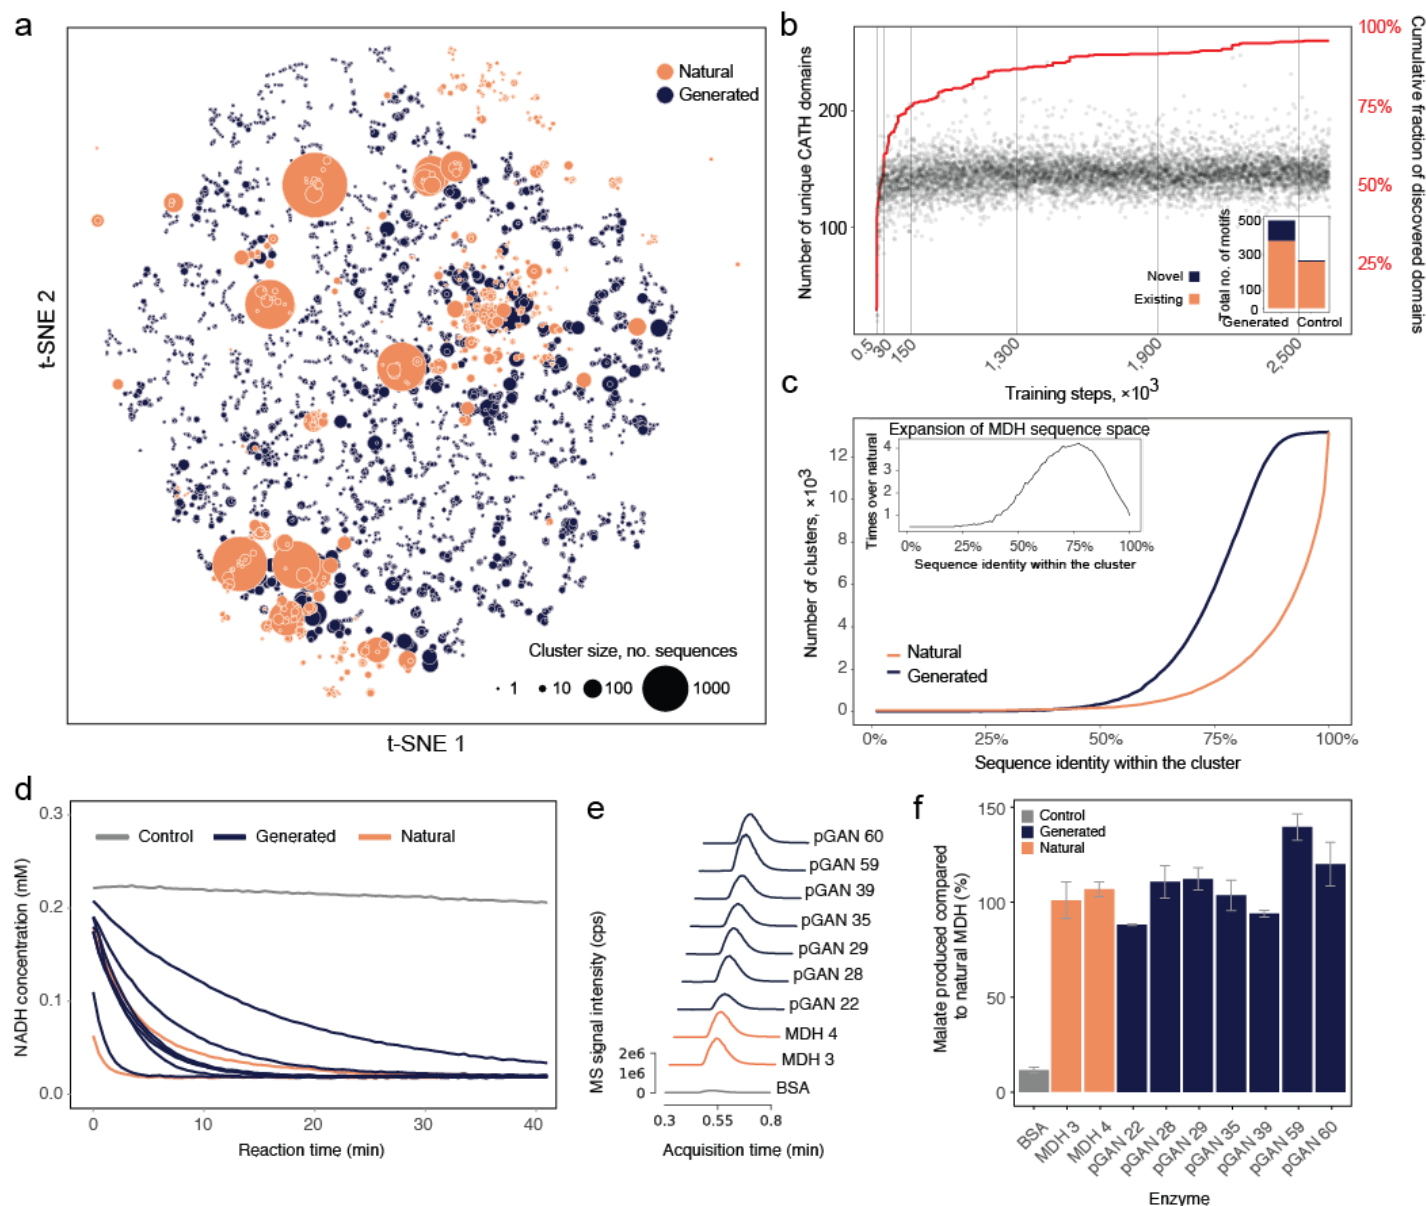 a
Natural
Generated
t-SNE 2
Cluster size, no. sequences
1 10 100 1000
t-SNE 1
b
Number of unique CATH domains
200
100
100%
75%
50%
25%
Cumulative fraction of discovered domains
Novel
Existing
Total no. of motifs
500
300
100
0
Generated Control
0.5 30 150 1,300 1,900 2,500
Training steps, ×10³
c
Expansion of MDH sequence space
Times over natural
4
3
2
1
0% 25% 50% 75% 100%
Sequence identity within the cluster
Number of clusters, ×10³
12
10
8
6
4
2
0
Natural
Generated
0% 25% 50% 75% 100%
Sequence identity within the cluster
d
Control Generated Natural
NADH concentration (mM)
0.3
0.2
0.1
0.0
0 10 20 30 40
Reaction time (min)
e
MS signal intensity (cps)
pGAN 60
pGAN 59
pGAN 39
pGAN 35
pGAN 29
pGAN 28
pGAN 22
MDH 4
MDH 3
BSA
2e6
1e6
0
0.3 0.55 0.8
Acquisition time (min)
f
Malate produced compared
to natural MDH (%)
150
100
50
0
Control
Generated
Natural
BSA
MDH 3
MDH 4
pGAN 22
pGAN 28
pGAN 29
pGAN 35
pGAN 39
pGAN 59
pGAN 60
Enzyme